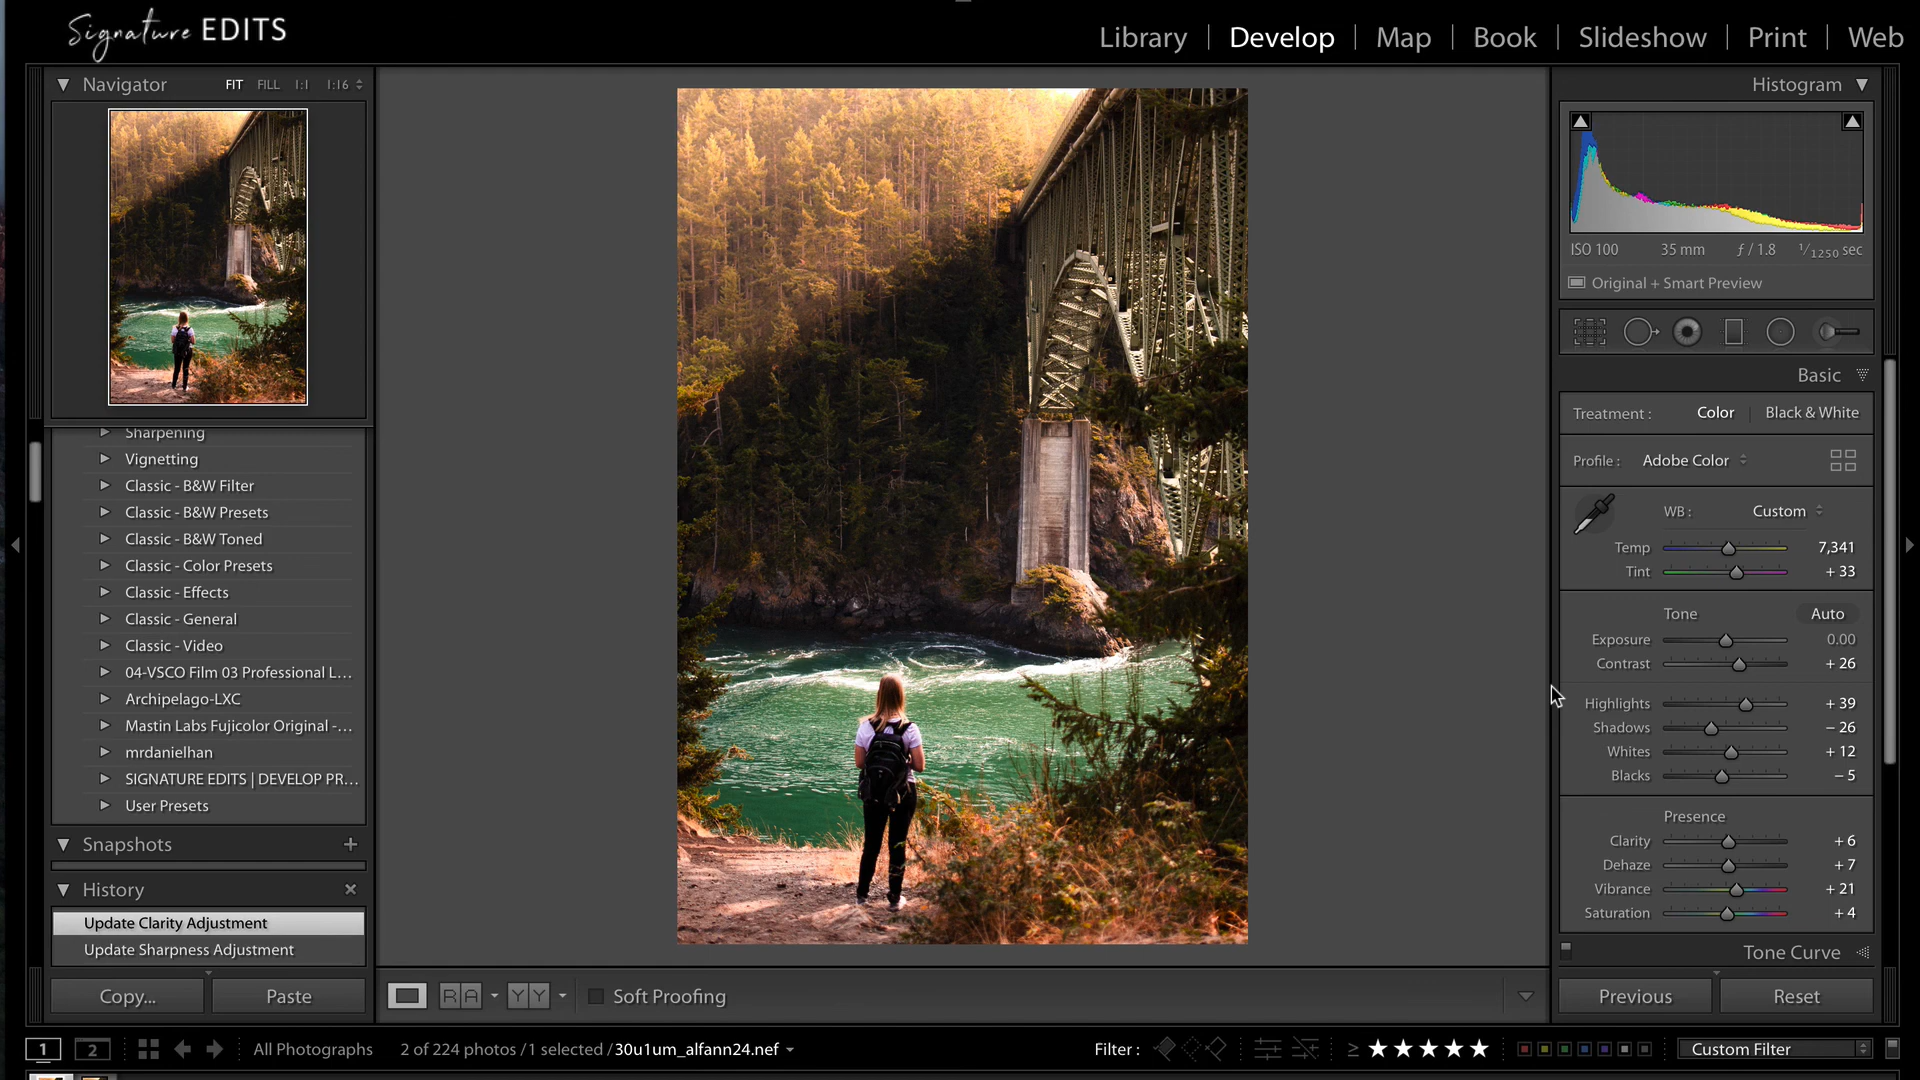 Signature EDITS
Library | Develop | Map | Book | Slideshow | Print | Web
Navigator FIT FILL 1:1 1:16
Sharpening
Vignetting
Classic - B&W Filter
Classic - B&W Presets
Classic - B&W Toned
Classic - Color Presets
Classic - Effects
Classic - General
Classic - Video
04-VSCO Film 03 Professional L...
Archipelago-LXC
Mastin Labs Fujicolor Original -...
mrdanielhan
SIGNATURE EDITS | DEVELOP PR...
User Presets
Snapshots +
History ×
Update Clarity Adjustment
Update Sharpness Adjustment
Copy... Paste
R A Y Y Soft Proofing
Histogram
ISO 100 35 mm ƒ / 1.8 1/1250 sec
Original + Smart Preview
Basic
Treatment : Color | Black & White
Profile : Adobe Color
WB : Custom
Temp 7,341
Tint + 33
Tone Auto
Exposure 0.00
Contrast + 26
Highlights + 39
Shadows − 26
Whites + 12
Blacks − 5
Presence
Clarity + 6
Dehaze + 7
Vibrance + 21
Saturation + 4
Tone Curve
Previous Reset
1 2 All Photographs 2 of 224 photos / 1 selected / 30u1um_alfann24.nef Filter : ≥ ★★★★★ Custom Filter